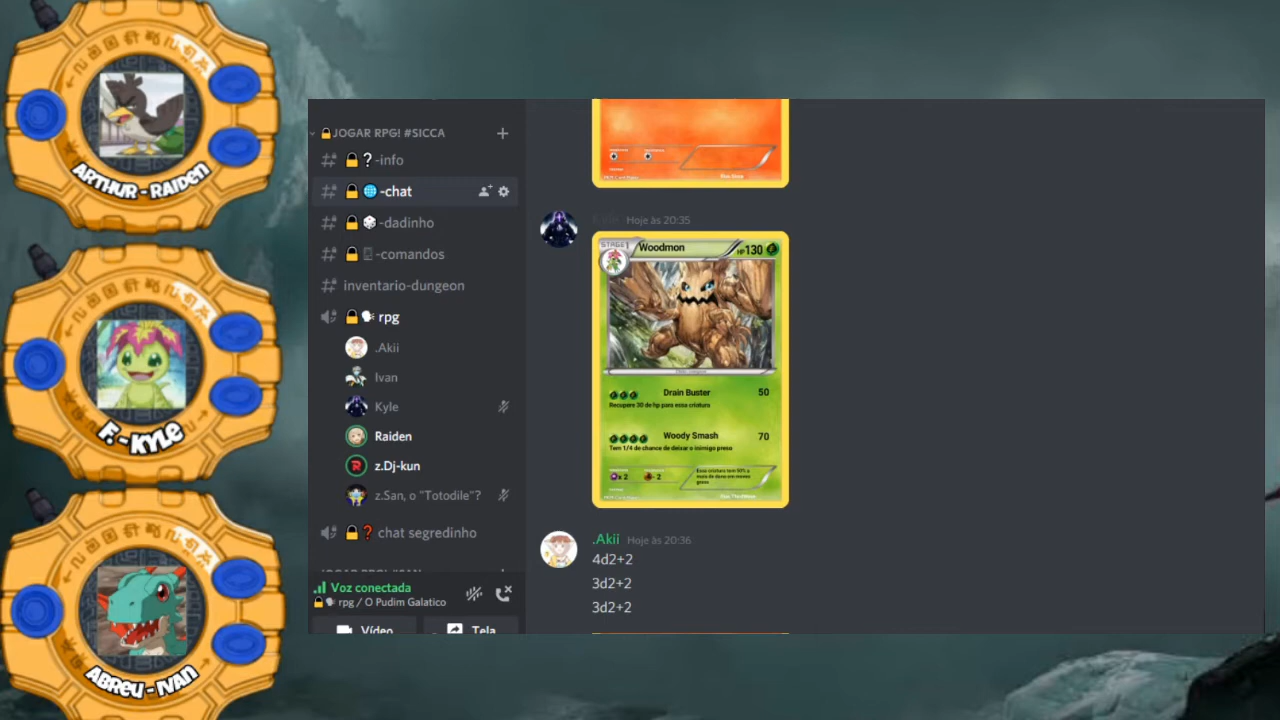 ARTHUR - RAIDEN
F. - KYLE
ABREU - IVAN
JOGAR RPG! #SICCA
-info
-chat
-dadinho
-comandos
inventario-dungeon
rpg
.Akii
Ivan
Kyle
Raiden
z.Dj-kun
z.San, o "Totodile"?
chat segredinho
Voz conectada
rpg / O Pudim Galatico
Vídeo
Tela
Hoje às 20:35
STAGE1
Woodmon
HP130
Drain Buster 50
Recupere 30 de hp para essa criatura
Woody Smash 70
Tem 1/4 de chance de deixar o inimigo preso
x 2
- 2
.Akii Hoje às 20:36
4d2+2
3d2+2
3d2+2